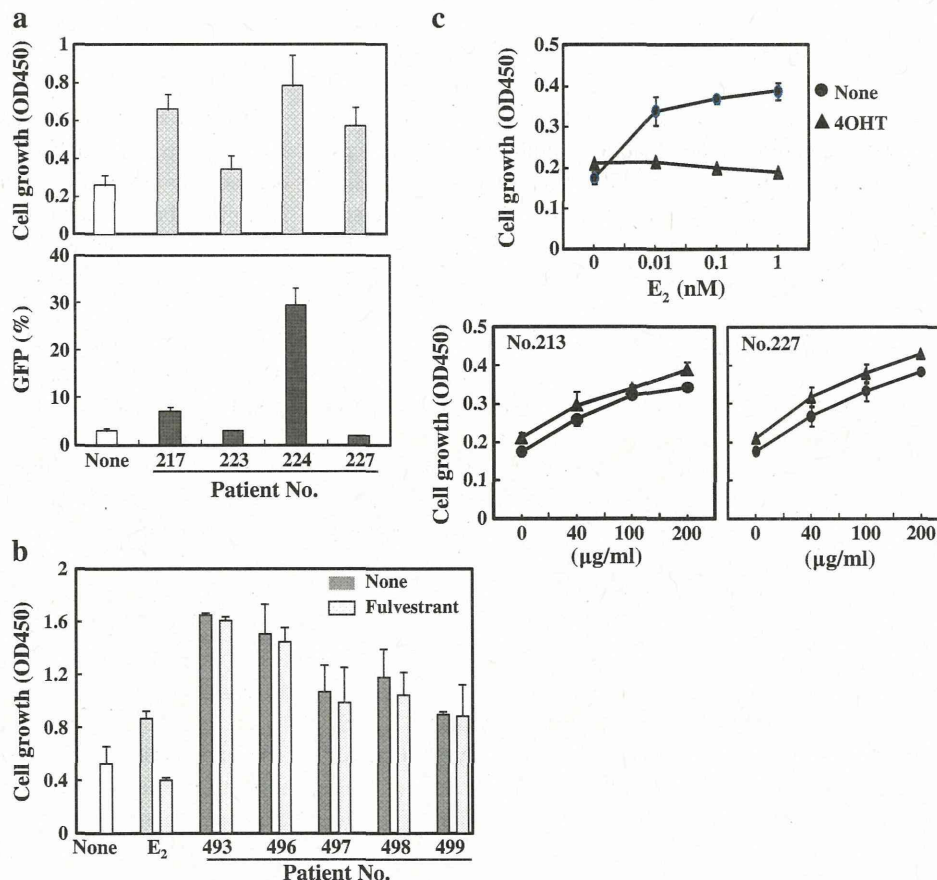 a
Cell growth (OD450)
1
0.8
0.6
0.4
0.2
0
GFP (%)
40
30
20
10
0
None 217 223 224 227
Patient No.
b
Cell growth (OD450)
2
1.6
1.2
0.8
0.4
0
None
Fulvestrant
None E2 493 496 497 498 499
Patient No.
c
Cell growth (OD450)
0.5
0.4
0.3
0.2
0.1
0
0 0.01 0.1 1
E2 (nM)
None
4OHT
Cell growth (OD450)
0.5
0.4
0.3
0.2
0.1
0
No.213
0 40 100 200
(µg/ml)
No.227
0 40 100 200
(µg/ml)